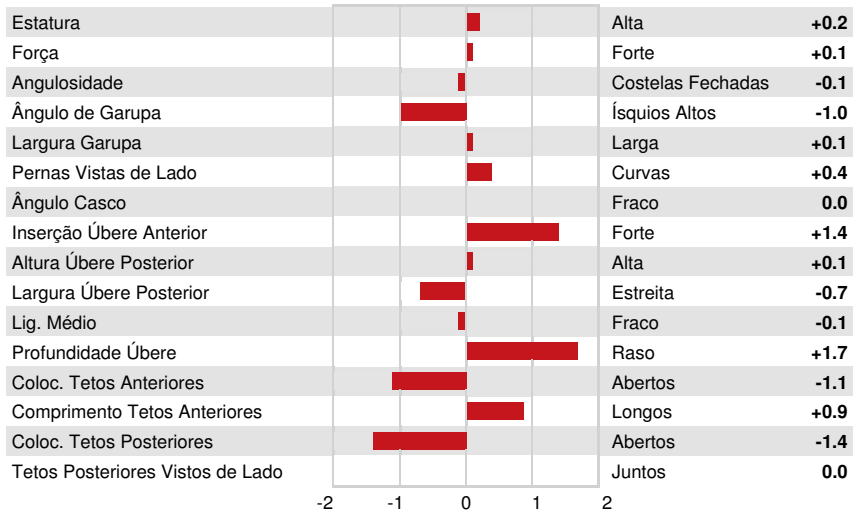 Estatura Alta +0.2
Força Forte +0.1
Angulosidade Costelas Fechadas -0.1
Ângulo de Garupa Ísquios Altos -1.0
Largura Garupa Larga +0.1
Pernas Vistas de Lado Curvas +0.4
Ângulo Casco Fraco 0.0
Inserção Úbere Anterior Forte +1.4
Altura Úbere Posterior Alta +0.1
Largura Úbere Posterior Estreita -0.7
Lig. Médio Fraco -0.1
Profundidade Úbere Raso +1.7
Coloc. Tetos Anteriores Abertos -1.1
Comprimento Tetos Anteriores Longos +0.9
Coloc. Tetos Posteriores Abertos -1.4
Tetos Posteriores Vistos de Lado Juntos 0.0
-2 -1 0 1 2